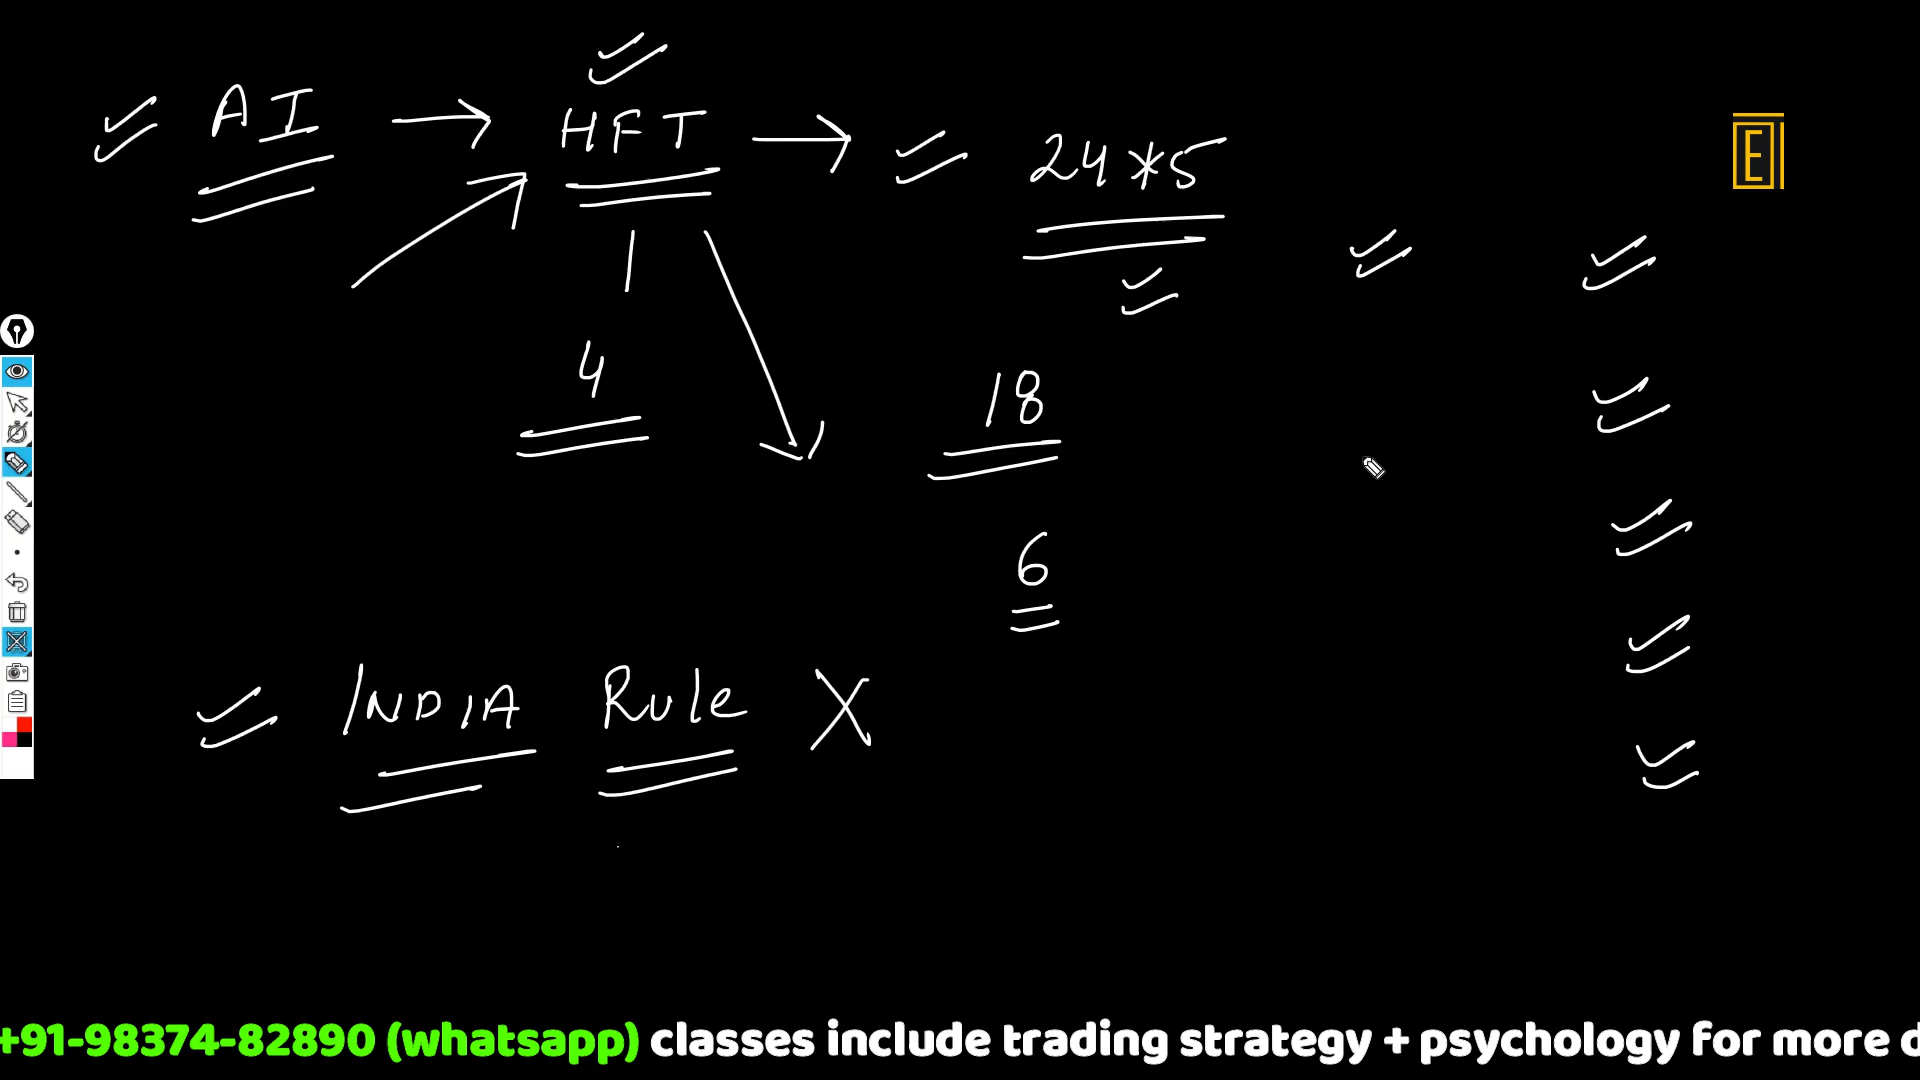 AI → HFT → 24*5
4
18
6
INDIA Rule X
E
+91-98374-82890 (whatsapp) classes include trading strategy + psychology for more d